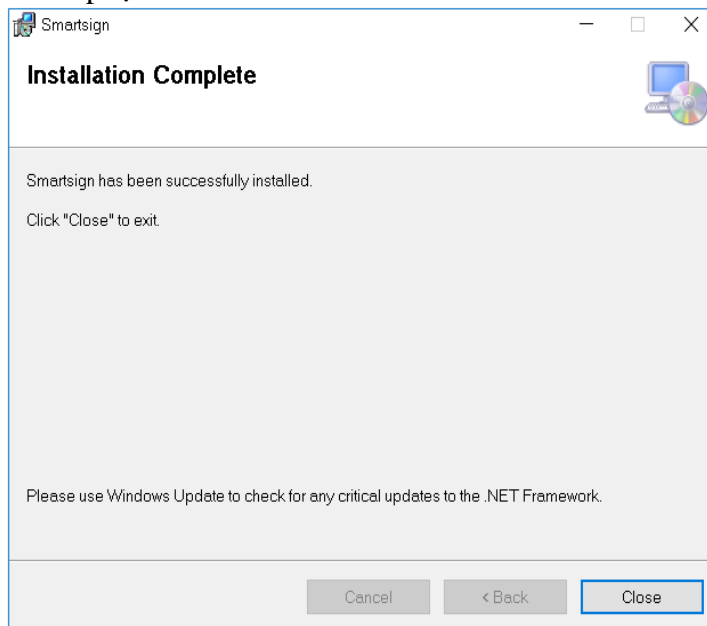 Smartsign
Installation Complete
Smartsign has been successfully installed.
Click "Close" to exit.
Please use Windows Update to check for any critical updates to the .NET Framework.
Cancel
< Back
Close